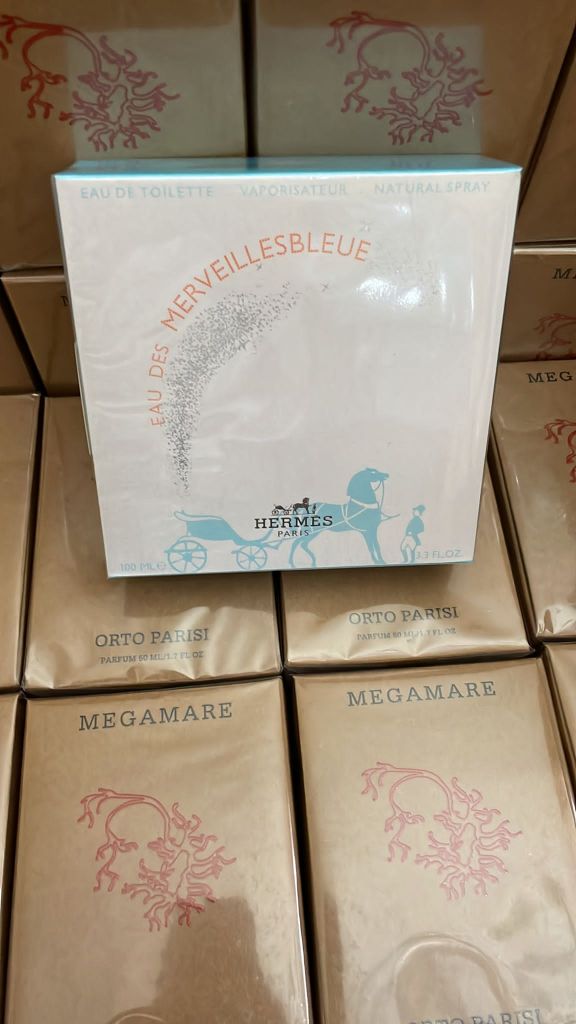 EAU DE TOILETTE VAPORISATEUR . NATURAL SPRAY
EAU DES MERVEILLESBLEUE
HERMES
PARIS
100 ML e
3.3 FL.OZ
MEG
ORTO PARISI
PARFUM 50 ML/1.7 FL OZ
ORTO PARISI
PARFUM 50 ML/1.7 FL OZ
MEGAMARE
MEGAMARE
ORTO PARISI